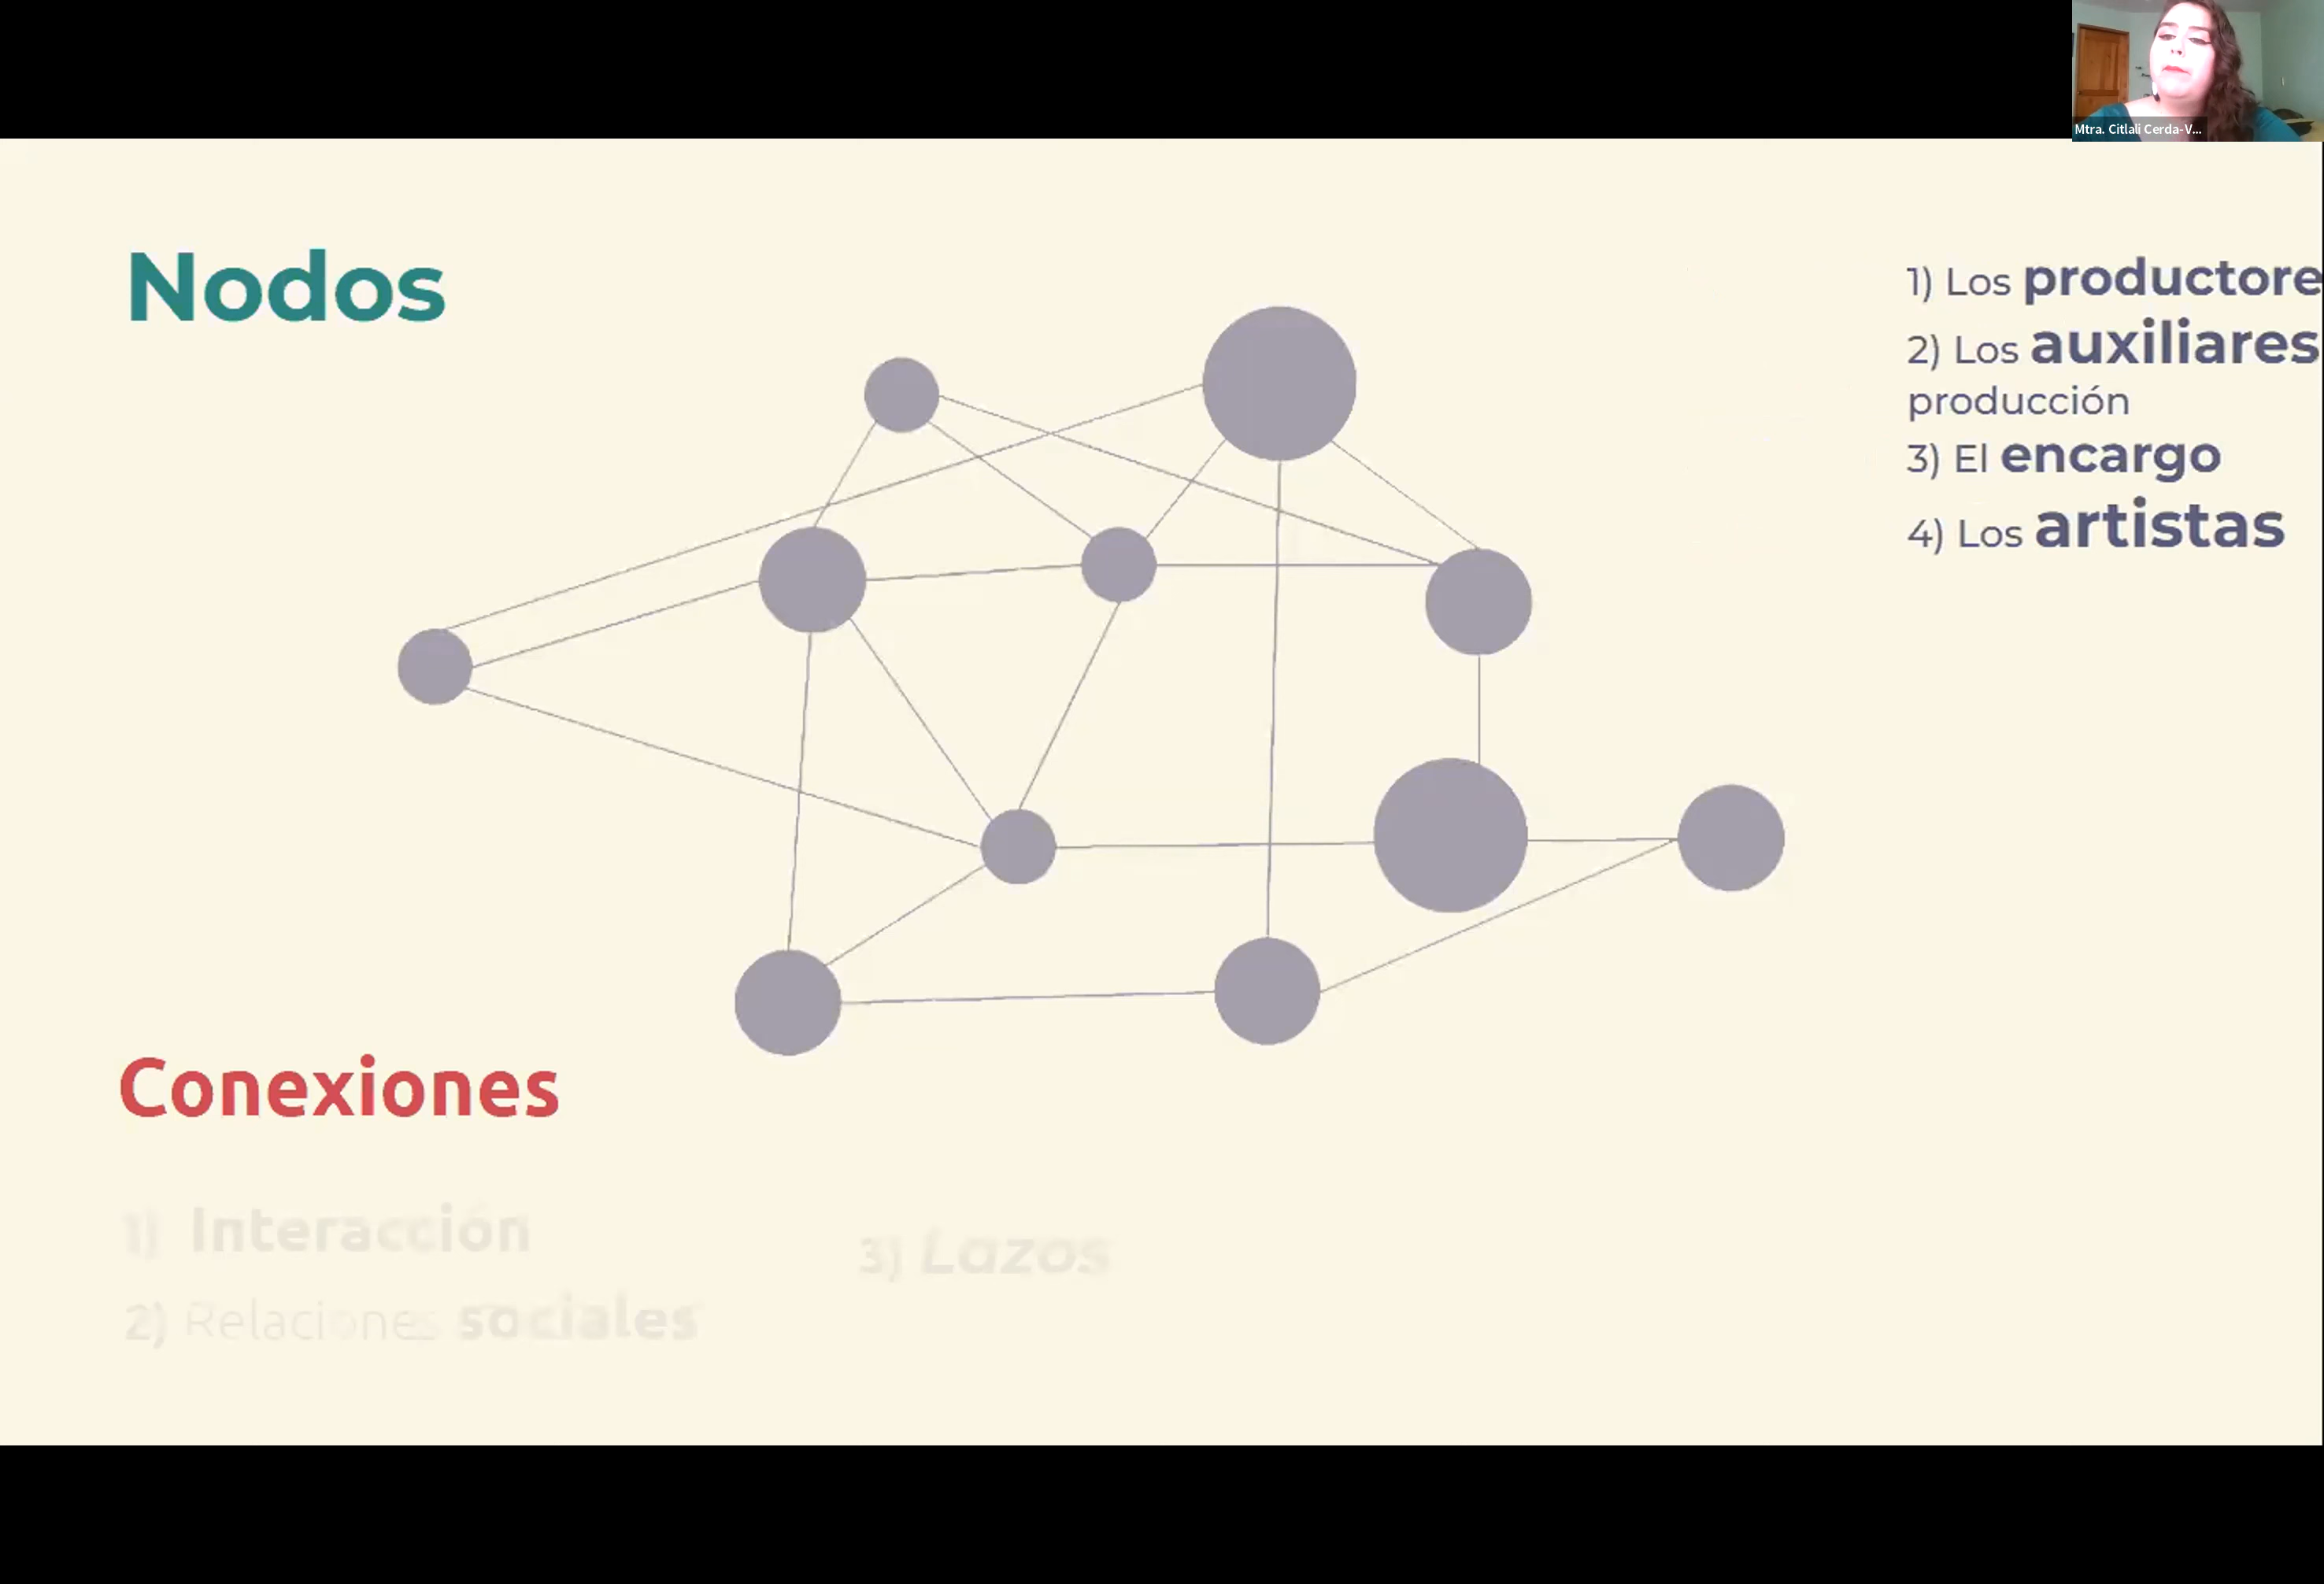 Mtra. Citlali Cerda-V...
Nodos
1) Los productore
2) Los auxiliares
producción
3) El encargo
4) Los artistas
Conexiones
1) Interacción
2) Relaciones sociales
3) Lazos